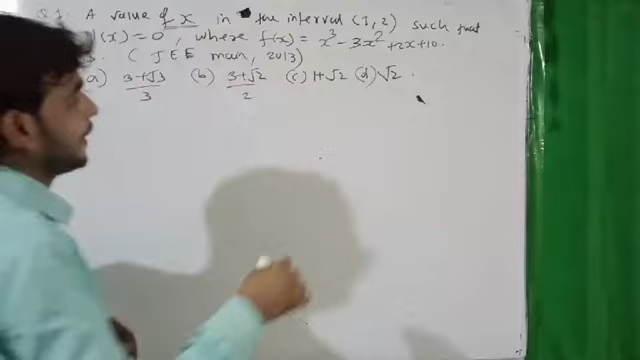 Q1. A value of x in the interval (1,2) such that
(x) = 0, where f(x) = x³ - 3x² + 2x + 10.
(JEE main, 2013)
a) 3+√3/3 (b) 3+√2/2 (c) 1+√2 (d) √2.